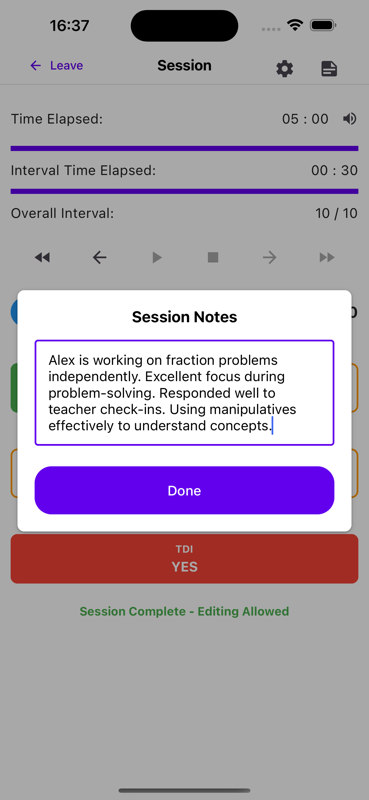 16:37
Leave
Session
Time Elapsed:
05 : 00
Interval Time Elapsed:
00 : 30
Overall Interval:
10 / 10
Session Notes
Alex is working on fraction problems
independently. Excellent focus during
problem-solving. Responded well to
teacher check-ins. Using manipulatives
effectively to understand concepts.
Done
TDI
YES
Session Complete - Editing Allowed